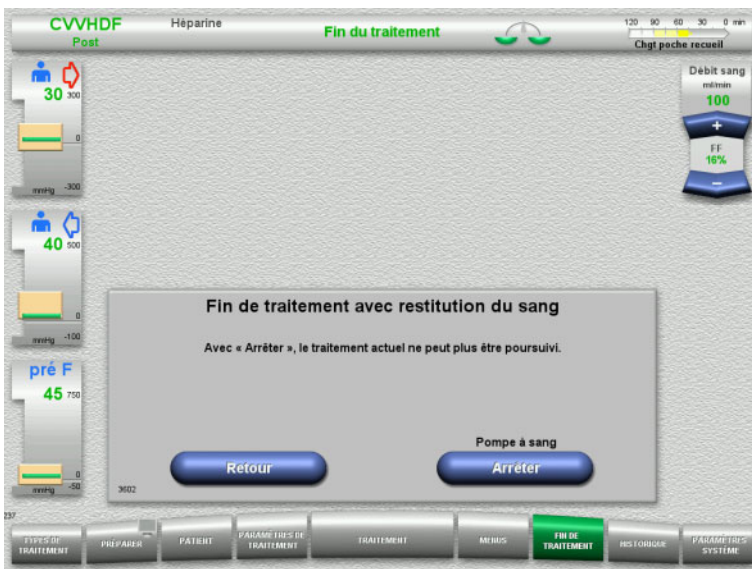 CVVHDF
Post
Héparine
Fin du traitement
120 90 60 30 0 min
Chgt poche recueil
30 300
0
mmHg -300
40 500
0
mmHg -100
pré F
45 750
0
mmHg -50
Débit sang
ml/min
100
+
FF
16%
−
Fin de traitement avec restitution du sang
Avec « Arrêter », le traitement actuel ne peut plus être poursuivi.
Pompe à sang
Retour
Arrêter
3602
237
TYPES DE
TRAITEMENT
PRÉPARER
PATIENT
PARAMÈTRES DE
TRAITEMENT
TRAITEMENT
MENUS
FIN DE
TRAITEMENT
HISTORIQUE
PARAMÈTRES
SYSTÈME